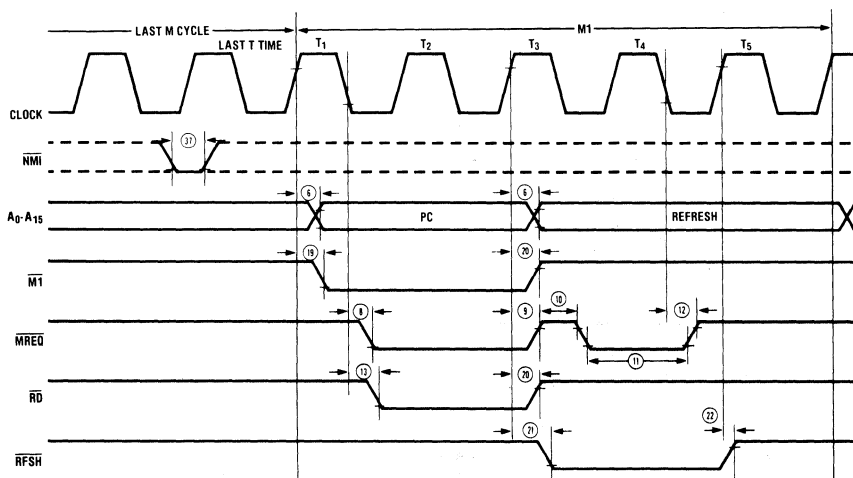 LAST M CYCLE
M1
LAST T TIME
T1
T2
T3
T4
T5
CLOCK
37
NMI
6
6
A0-A15
PC
REFRESH
19
20
M1
8
9
10
12
MREQ
11
13
20
RD
21
22
RFSH